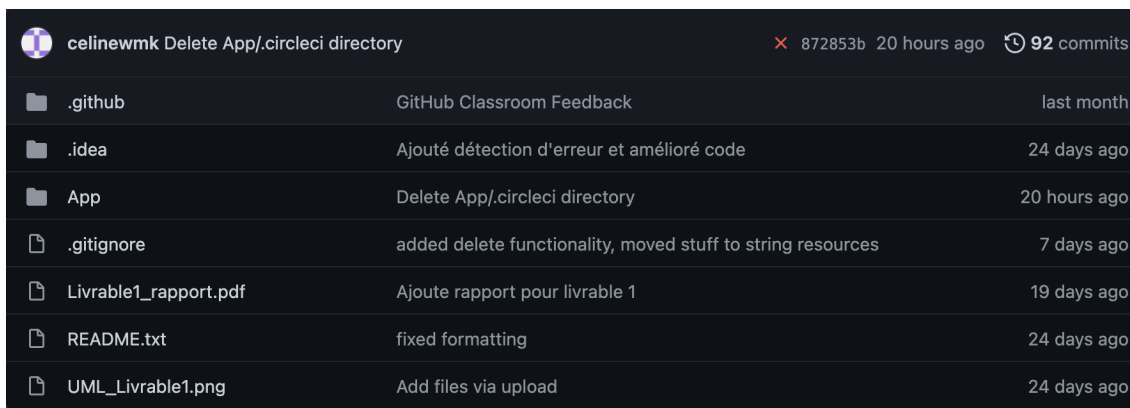 celinewmk Delete App/.circleci directory 872853b 20 hours ago 92 commits
.github GitHub Classroom Feedback last month
.idea Ajouté détection d'erreur et amélioré code 24 days ago
App Delete App/.circleci directory 20 hours ago
.gitignore added delete functionality, moved stuff to string resources 7 days ago
Livrable1_rapport.pdf Ajoute rapport pour livrable 1 19 days ago
README.txt fixed formatting 24 days ago
UML_Livrable1.png Add files via upload 24 days ago